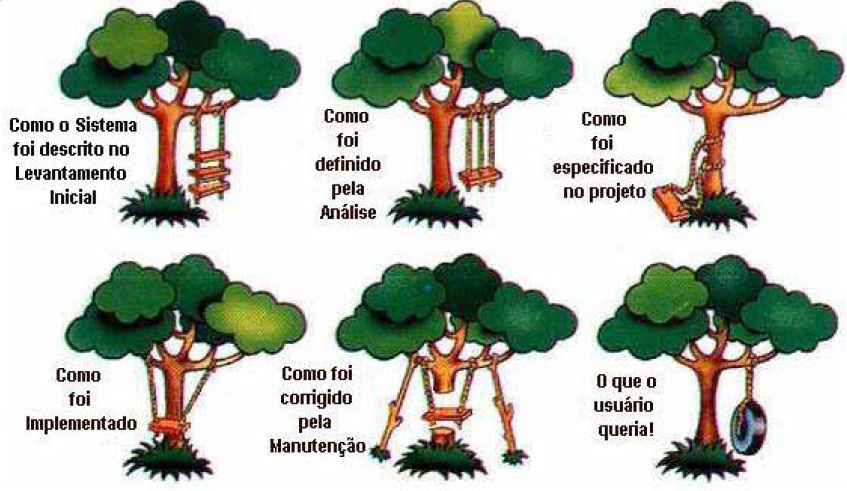 Como o Sistema
foi descrito no
Levantamento
Inicial
Como
foi
definido
pela
Análise
Como
foi
especificado
no projeto
Como
foi
Implementado
Como foi
corrigido
pela
Manutenção
O que o
usuário
queria!